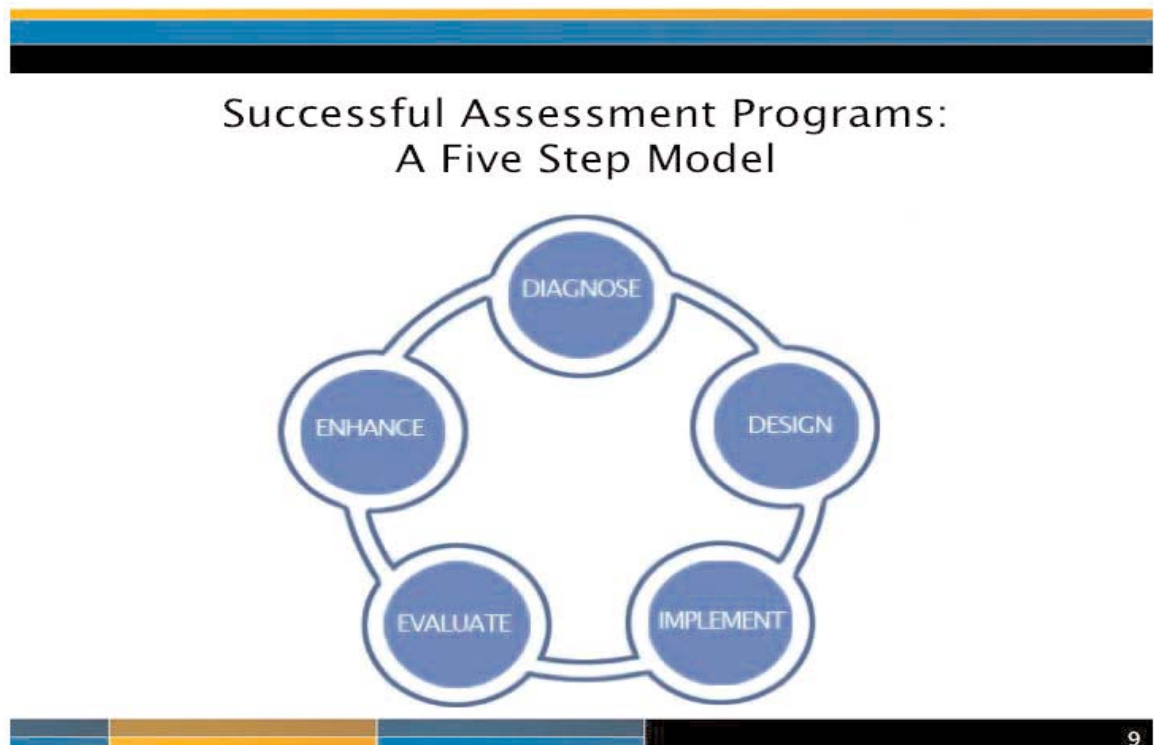 Successful Assessment Programs:
A Five Step Model
DIAGNOSE
DESIGN
IMPLEMENT
EVALUATE
ENHANCE
9